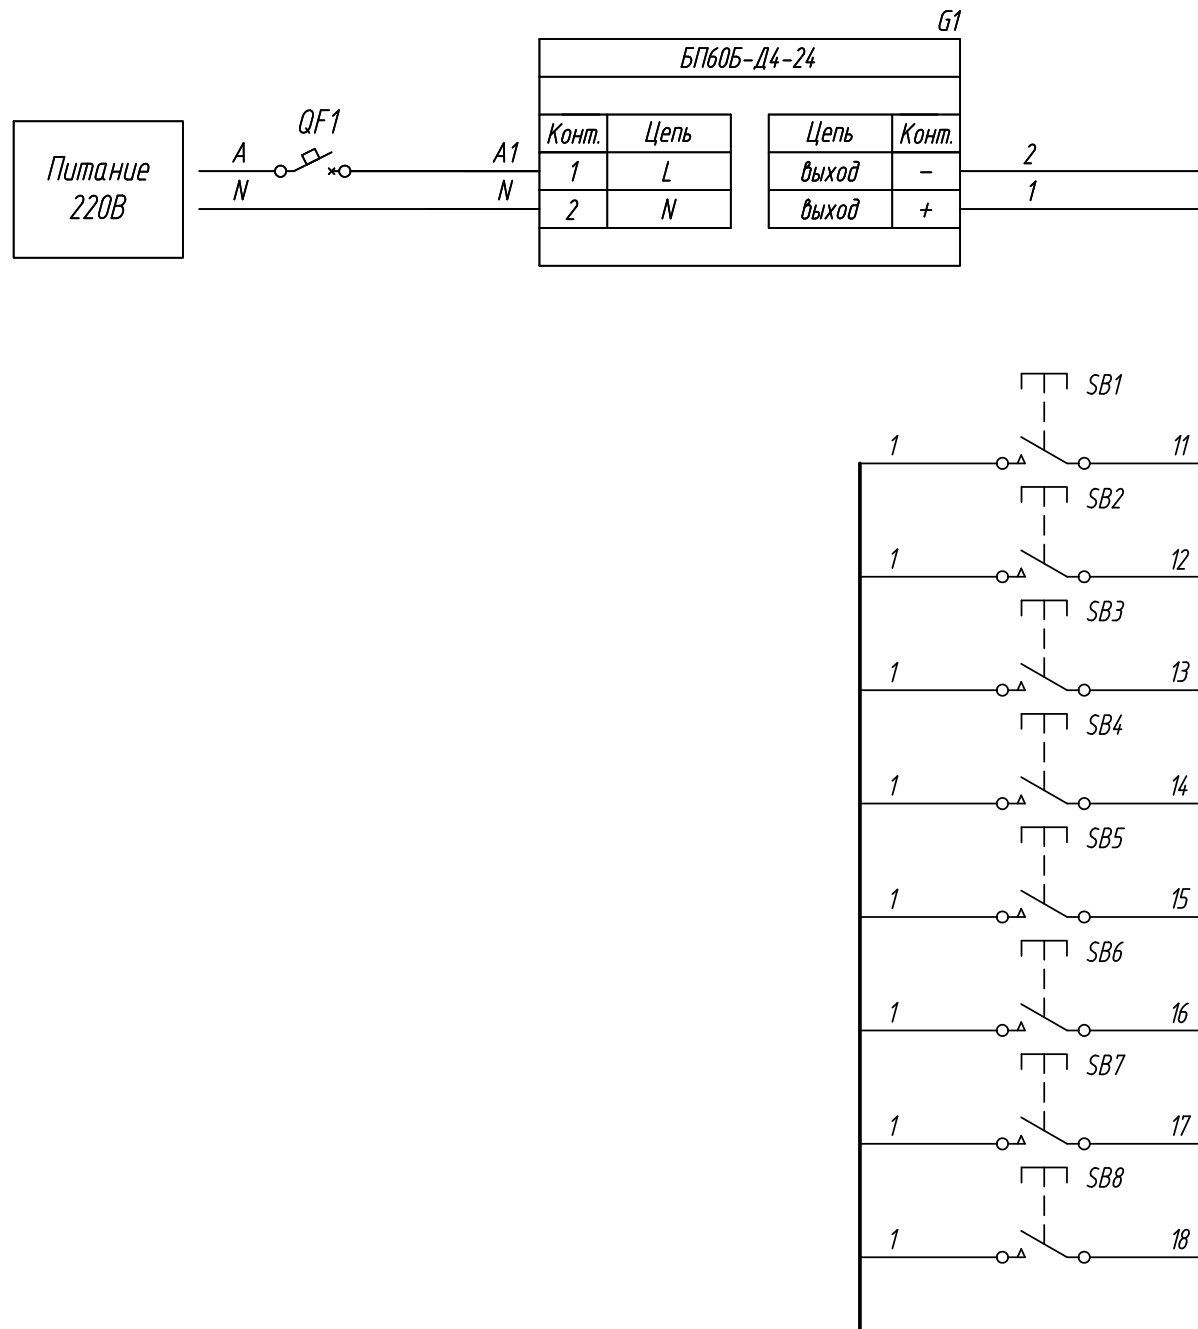 G1
БП60Б-Д4-24
QF1
Питание
220В
A
N
A1
N
Конт. Цепь
1 L
2 N
Цепь Конт.
выход -
выход +
2
1
SB1
1 11
SB2
1 12
SB3
1 13
SB4
1 14
SB5
1 15
SB6
1 16
SB7
1 17
SB8
1 18